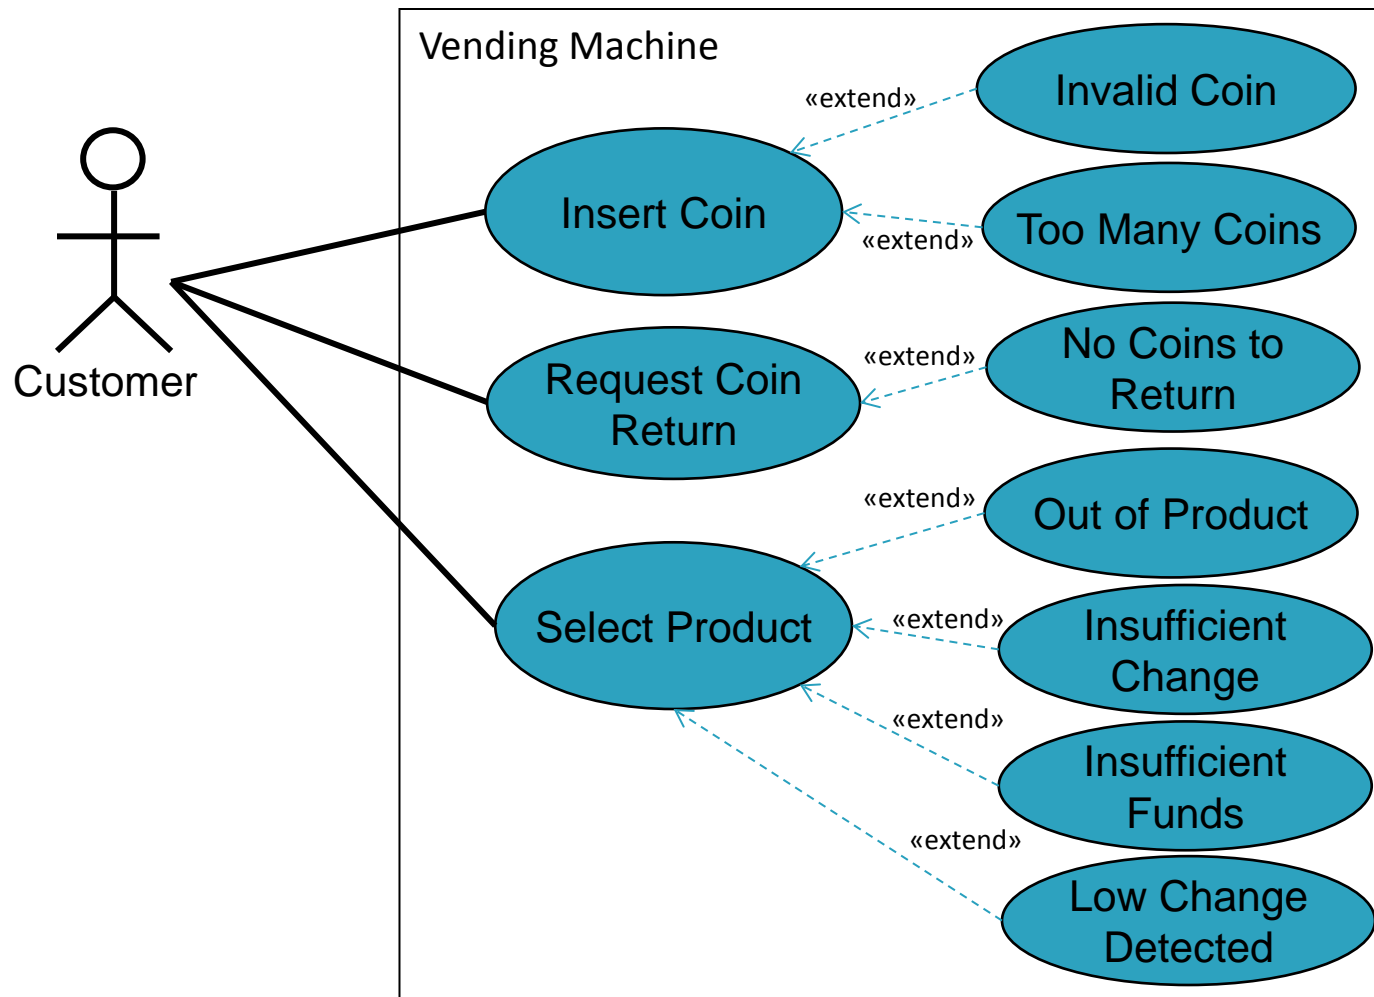 Vending Machine
«extend»
Invalid Coin
Insert Coin
«extend»
Too Many Coins
Customer
Request Coin
Return
«extend»
No Coins to
Return
«extend»
Out of Product
Select Product
«extend»
Insufficient
Change
«extend»
Insufficient
Funds
«extend»
Low Change
Detected